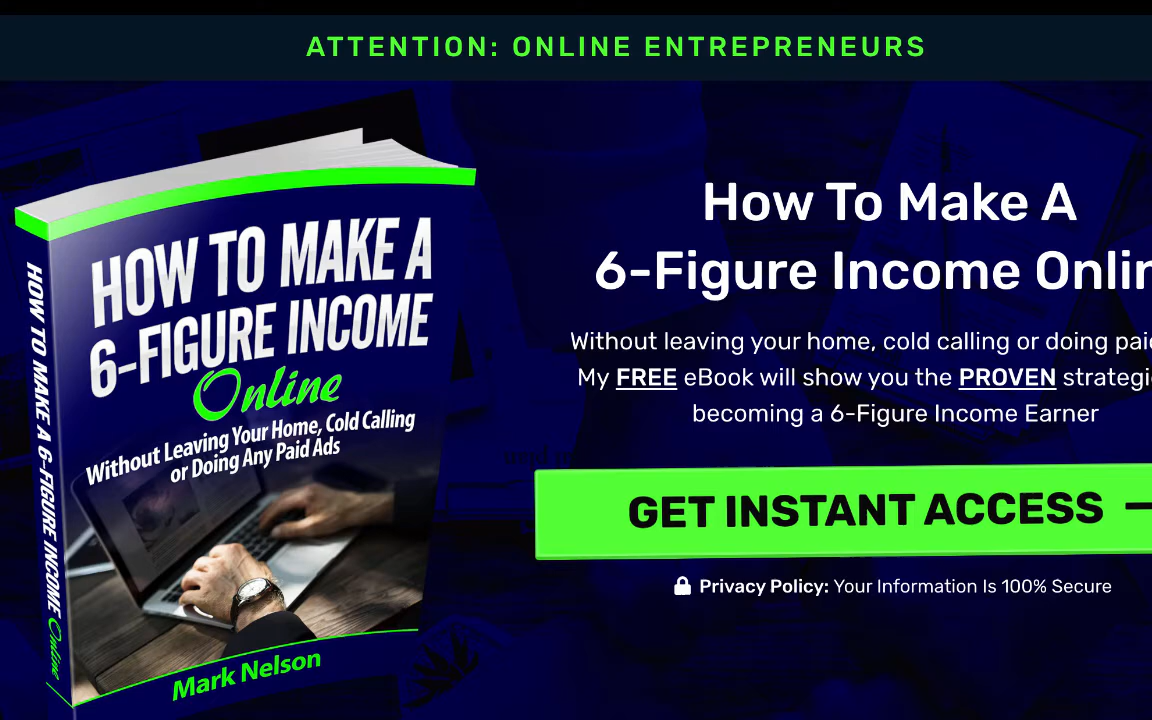 ATTENTION: ONLINE ENTREPRENEURS
HOW TO MAKE A
6-FIGURE INCOME
Online
Without Leaving Your Home, Cold Calling
or Doing Any Paid Ads
Mark Nelson
HOW TO MAKE A 6-FIGURE INCOME Online
How To Make A
6-Figure Income
Without leaving your home, cold calling or doing
My FREE eBook will show you the PROVEN
becoming a 6-Figure Income Earner
GET INSTANT ACCESS
Privacy Policy: Your Information Is 100% Secure